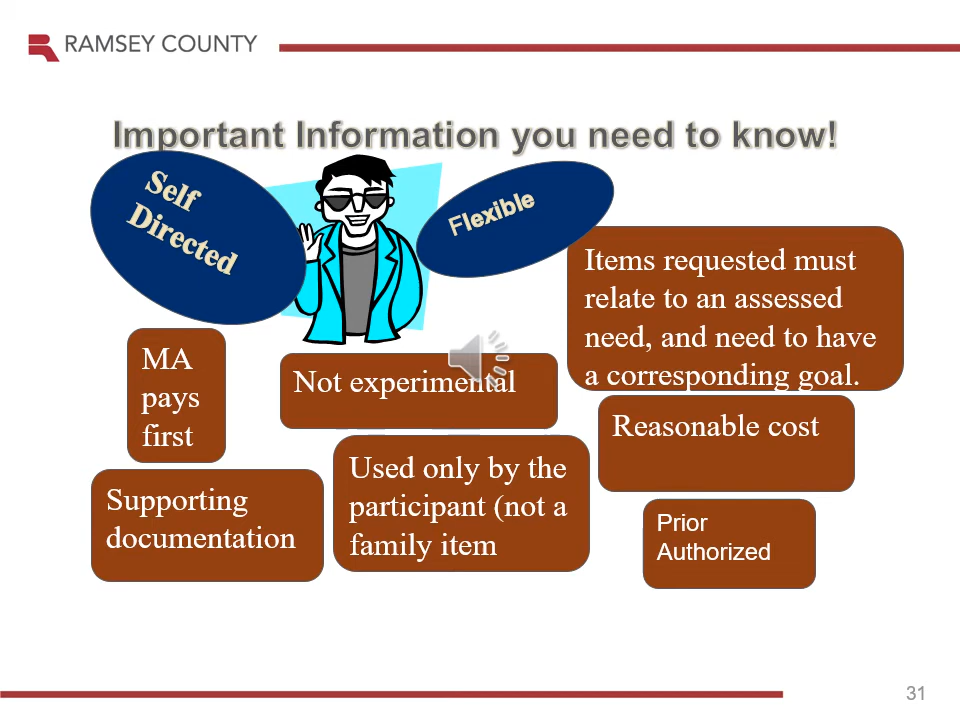 RAMSEY COUNTY
Important Information you need to know!
Self
Directed
Flexible
Items requested must
relate to an assessed
need, and need to have
a corresponding goal.
MA
pays
first
Not experimental
Reasonable cost
Supporting
documentation
Used only by the
participant (not a
family item
Prior
Authorized
31